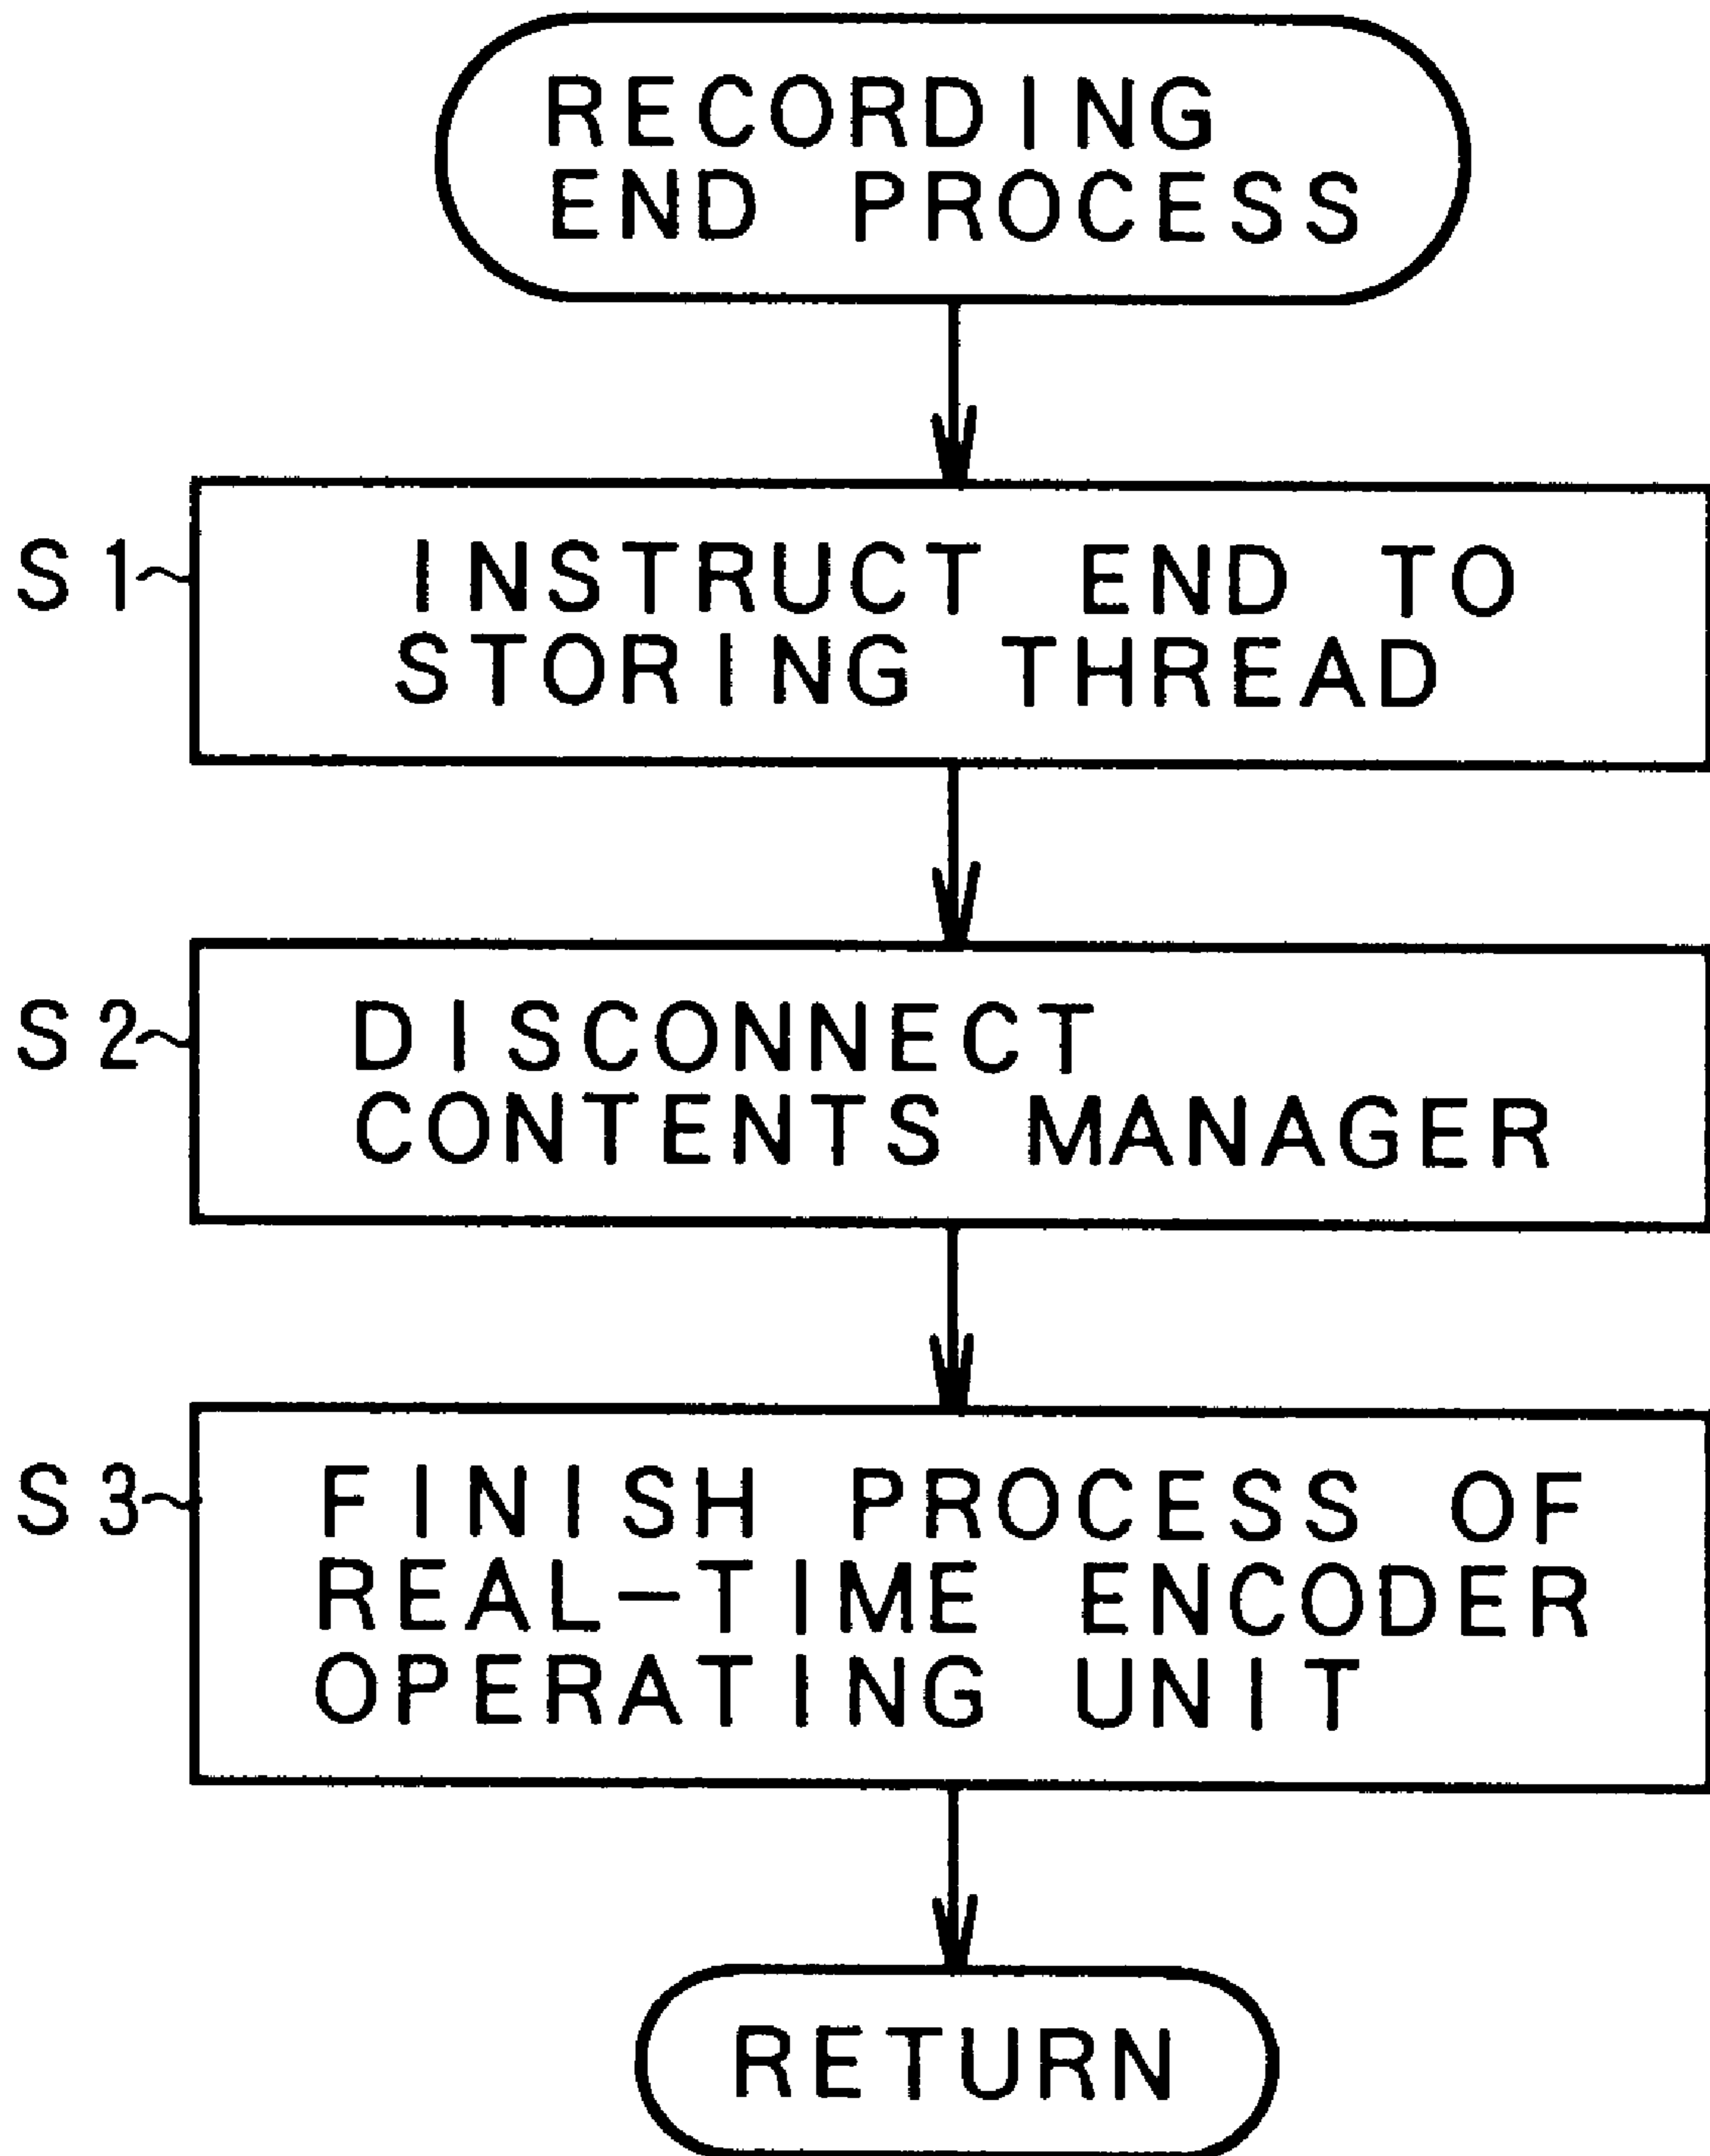 RECORDING
END PROCESS
S1
INSTRUCT END TO
STORING THREAD
S2
DISCONNECT
CONTENTS MANAGER
S3
FINISH PROCESS OF
REAL-TIME ENCODER
OPERATING UNIT
RETURN